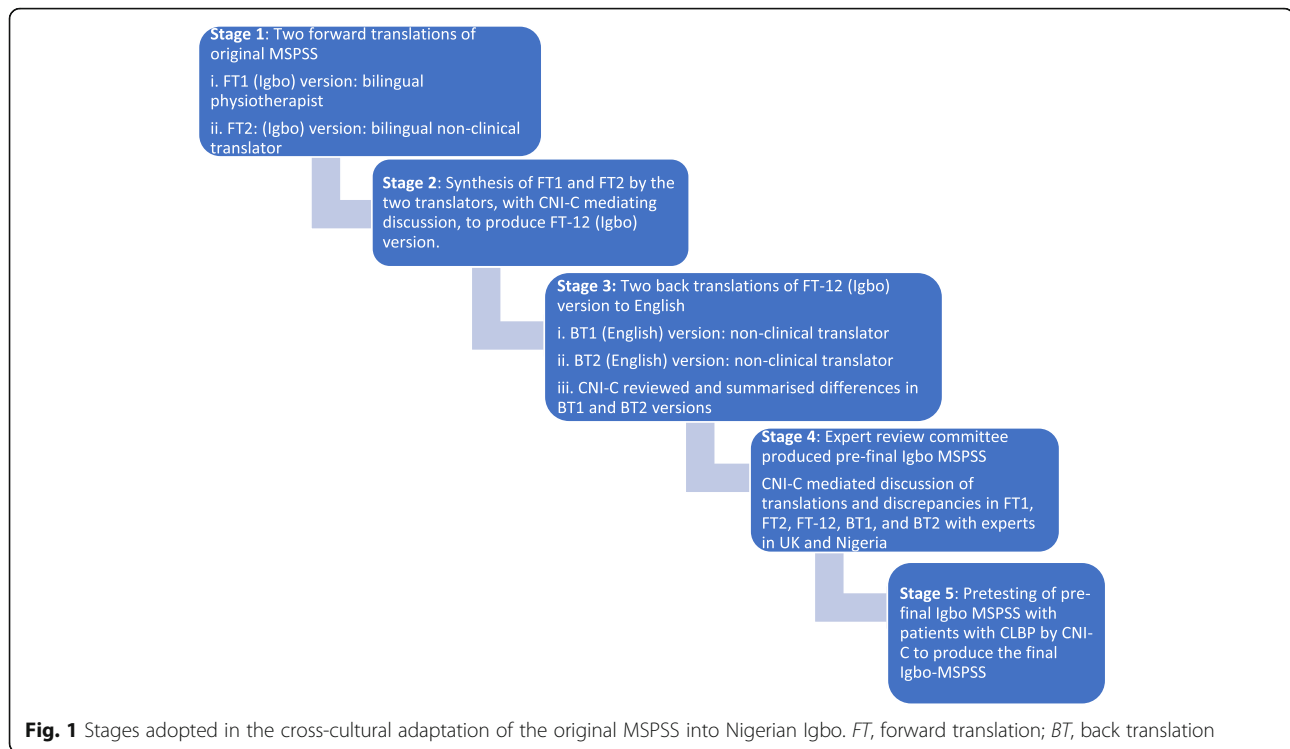 Stage 1: Two forward translations of
original MSPSS
i. FT1 (Igbo) version: bilingual
physiotherapist
ii. FT2: (Igbo) version: bilingual non-clinical
translator
Stage 2: Synthesis of FT1 and FT2 by the
two translators, with CNI-C mediating
discussion, to produce FT-12 (Igbo)
version.
Stage 3: Two back translations of FT-12 (Igbo)
version to English
i. BT1 (English) version: non-clinical translator
ii. BT2 (English) version: non-clinical translator
iii. CNI-C reviewed and summarised differences in
BT1 and BT2 versions
Stage 4: Expert review committee
produced pre-final Igbo MSPSS
CNI-C mediated discussion of
translations and discrepancies in FT1,
FT2, FT-12, BT1, and BT2 with experts
in UK and Nigeria
Stage 5: Pretesting of pre-
final Igbo MSPSS with
patients with CLBP by CNI-
C to produce the final
Igbo-MSPSS
Fig. 1 Stages adopted in the cross-cultural adaptation of the original MSPSS into Nigerian Igbo. FT, forward translation; BT, back translation